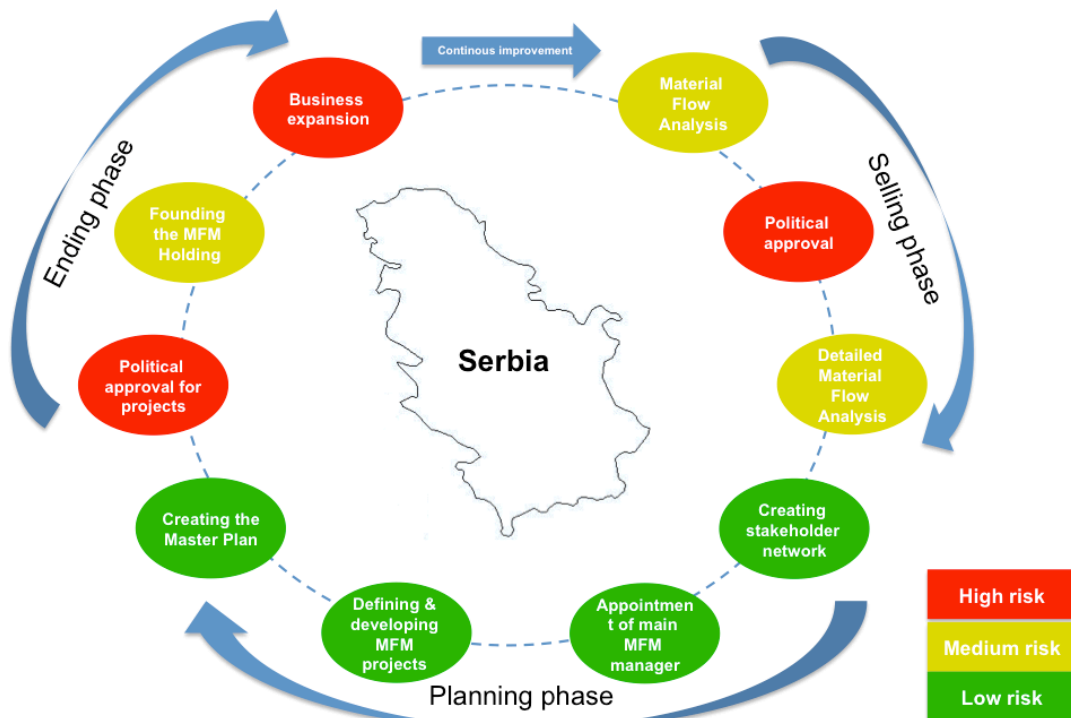 Continous improvement
Business
expansion
Material
Flow
Analysis
Ending phase
Selling phase
Founding
the MFM
Holding
Political
approval
Serbia
Political
approval for
projects
Detailed
Material
Flow
Analysis
Creating the
Master Plan
Creating
stakeholder
network
Defining &
developing
MFM
projects
Appointmen
t of main
MFM
manager
Planning phase
High risk
Medium risk
Low risk